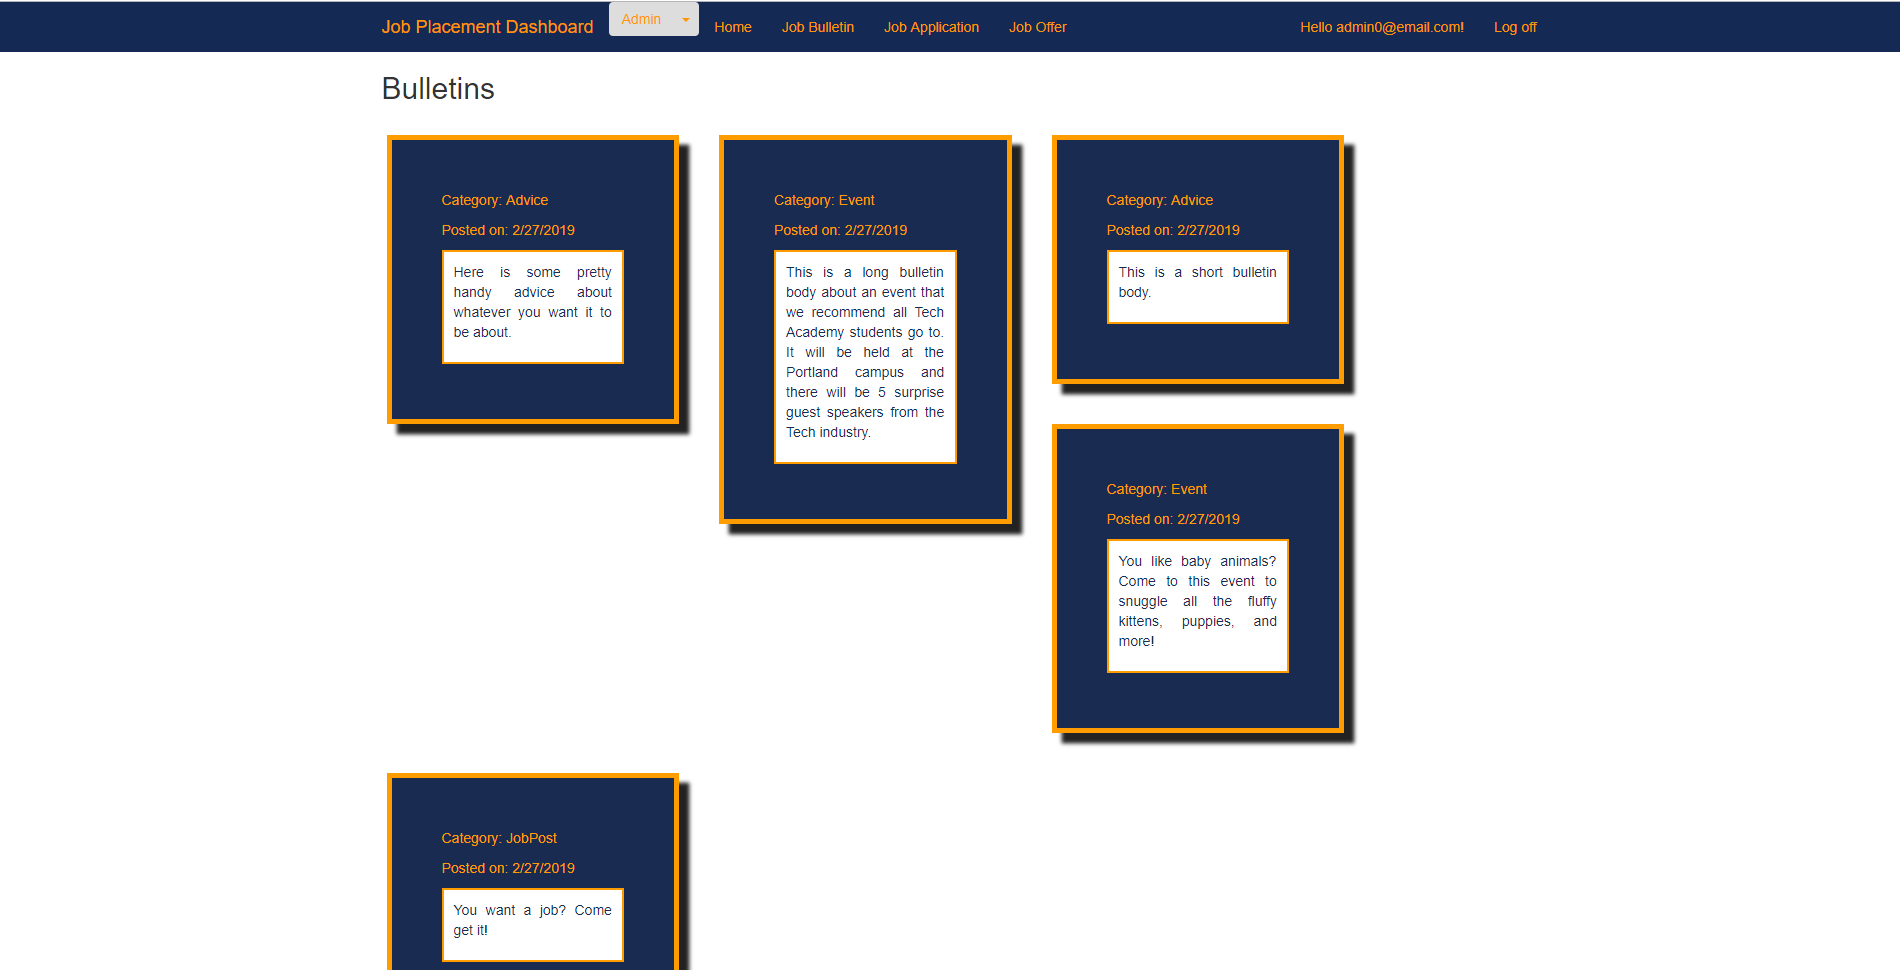 Job Placement Dashboard
Admin
Home
Job Bulletin
Job Application
Job Offer
Hello admin0@email.com!
Log off
Bulletins
Category: Advice
Posted on: 2/27/2019
Here is some pretty
handy advice about
whatever you want it to
be about.
Category: Event
Posted on: 2/27/2019
This is a long bulletin
body about an event that
we recommend all Tech
Academy students go to.
It will be held at the
Portland campus and
there will be 5 surprise
guest speakers from the
Tech industry.
Category: Advice
Posted on: 2/27/2019
This is a short bulletin
body.
Category: Event
Posted on: 2/27/2019
You like baby animals?
Come to this event to
snuggle all the fluffy
kittens, puppies, and
more!
Category: JobPost
Posted on: 2/27/2019
You want a job? Come
get it!